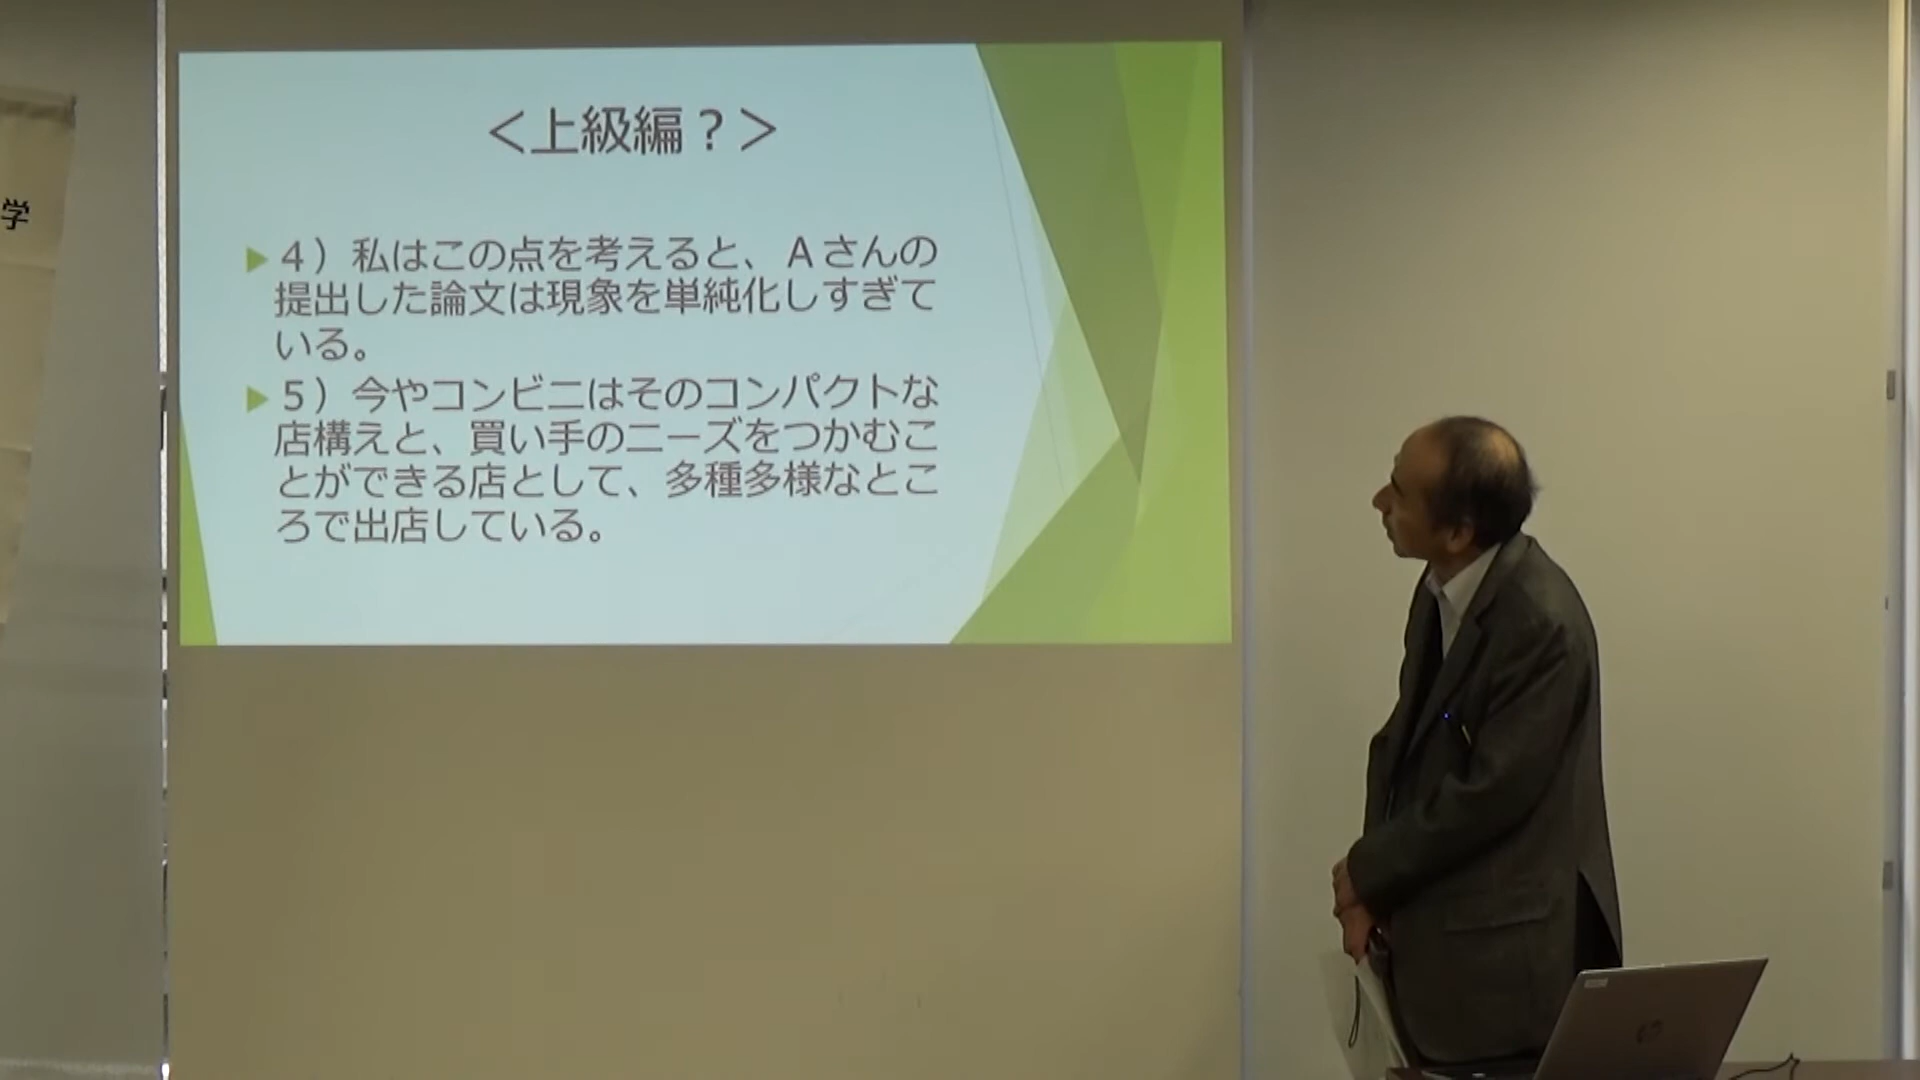 学
＜上級編？＞
４）私はこの点を考えると、Ａさんの
提出した論文は現象を単純化しすぎて
いる。
５）今やコンビニはそのコンパクトな
店構えと、買い手のニーズをつかむこ
とができる店として、多種多様なとこ
ろで出店している。